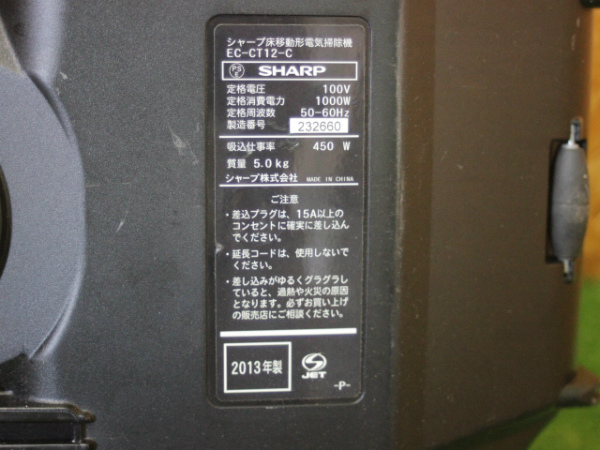 シャープ床移動形電気掃除機
EC-CT12-C
PS E SHARP
定格電圧 100V
定格消費電力 1000W
定格周波数 50-60Hz
製造番号 232660
吸込仕事率 450 W
質量 5.0kg
シャープ株式会社 MADE IN CHINA
ご注意
・差込プラグは、15A以上の
コンセントに確実に差し込ん
でください。
・延長コードは、使用しないで
ください。
・差し込みがゆるくグラグラし
ていると、過熱や火災の原因
となります。必ずお買い上げ
の販売店にご相談ください。
2013年製
JET
-P-